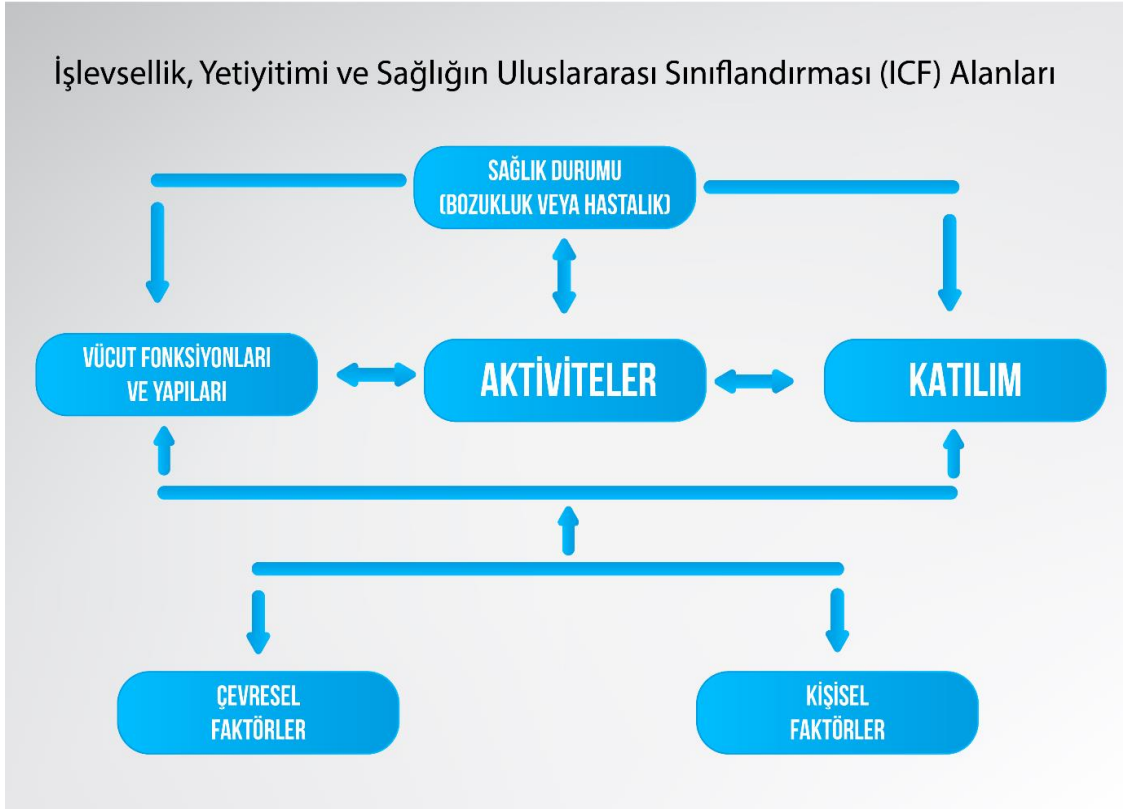 İşlevsellik, Yetiyitimi ve Sağlığın Uluslararası Sınıflandırması (ICF) Alanları
SAĞLIK DURUMU
(BOZUKLUK VEYA HASTALIK)
VÜCUT FONKSİYONLARI
VE YAPILARI
AKTİVİTELER
KATILIM
ÇEVRESEL
FAKTÖRLER
KİŞİSEL
FAKTÖRLER